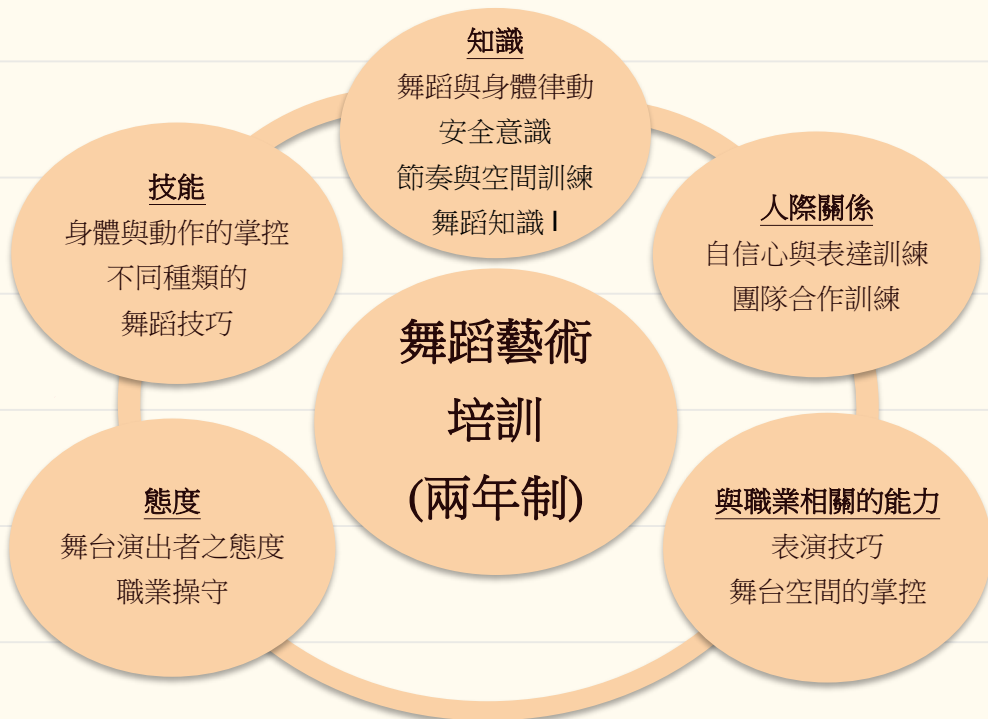 知識
舞蹈與身體律動
安全意識
節奏與空間訓練
舞蹈知識 I
技能
身體與動作的掌控
不同種類的
舞蹈技巧
人際關係
自信心與表達訓練
團隊合作訓練
舞蹈藝術
培訓
(兩年制)
態度
舞台演出者之態度
職業操守
與職業相關的能力
表演技巧
舞台空間的掌控